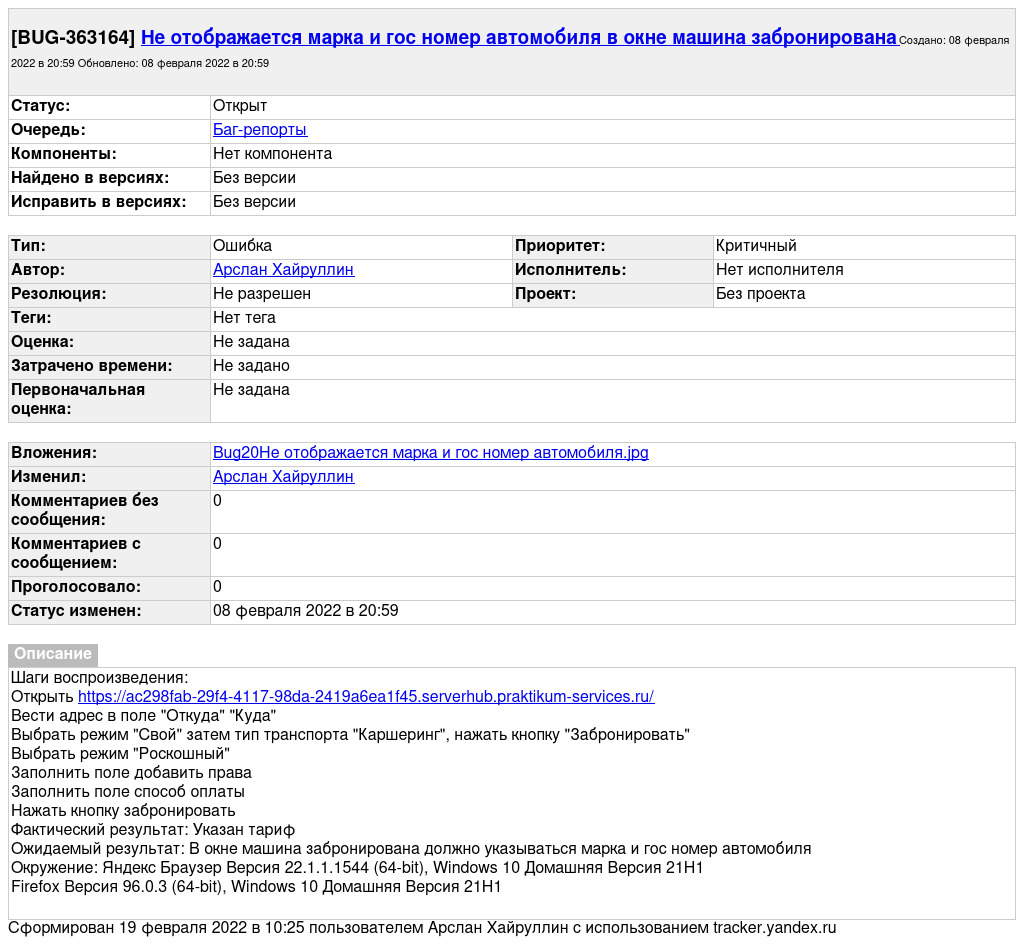 [BUG-363164] Не отображается марка и гос номер автомобиля в окне машина забронирована Создано: 08 февраля
2022 в 20:59 Обновлено: 08 февраля 2022 в 20:59
Статус: Открыт
Очередь: Баг-репорты
Компоненты: Нет компонента
Найдено в версиях: Без версии
Исправить в версиях: Без версии
Тип: Ошибка Приоритет: Критичный
Автор: Арслан Хайруллин Исполнитель: Нет исполнителя
Резолюция: Не разрешен Проект: Без проекта
Теги: Нет тега
Оценка: Не задана
Затрачено времени: Не задано
Первоначальная Не задана
оценка:
Вложения: Bug20Не отображается марка и гос номер автомобиля.jpg
Изменил: Арслан Хайруллин
Комментариев без 0
сообщения:
Комментариев с 0
сообщением:
Проголосовало: 0
Статус изменен: 08 февраля 2022 в 20:59
Описание
Шаги воспроизведения:
Открыть https://ac298fab-29f4-4117-98da-2419a6ea1f45.serverhub.praktikum-services.ru/
Вести адрес в поле "Откуда" "Куда"
Выбрать режим "Свой" затем тип транспорта "Каршеринг", нажать кнопку "Забронировать"
Выбрать режим "Роскошный"
Заполнить поле добавить права
Заполнить поле способ оплаты
Нажать кнопку забронировать
Фактический результат: Указан тариф
Ожидаемый результат: В окне машина забронирована должно указываться марка и гос номер автомобиля
Окружение: Яндекс Браузер Версия 22.1.1.1544 (64-bit), Windows 10 Домашняя Версия 21H1
Firefox Версия 96.0.3 (64-bit), Windows 10 Домашняя Версия 21H1
Сформирован 19 февраля 2022 в 10:25 пользователем Арслан Хайруллин с использованием tracker.yandex.ru